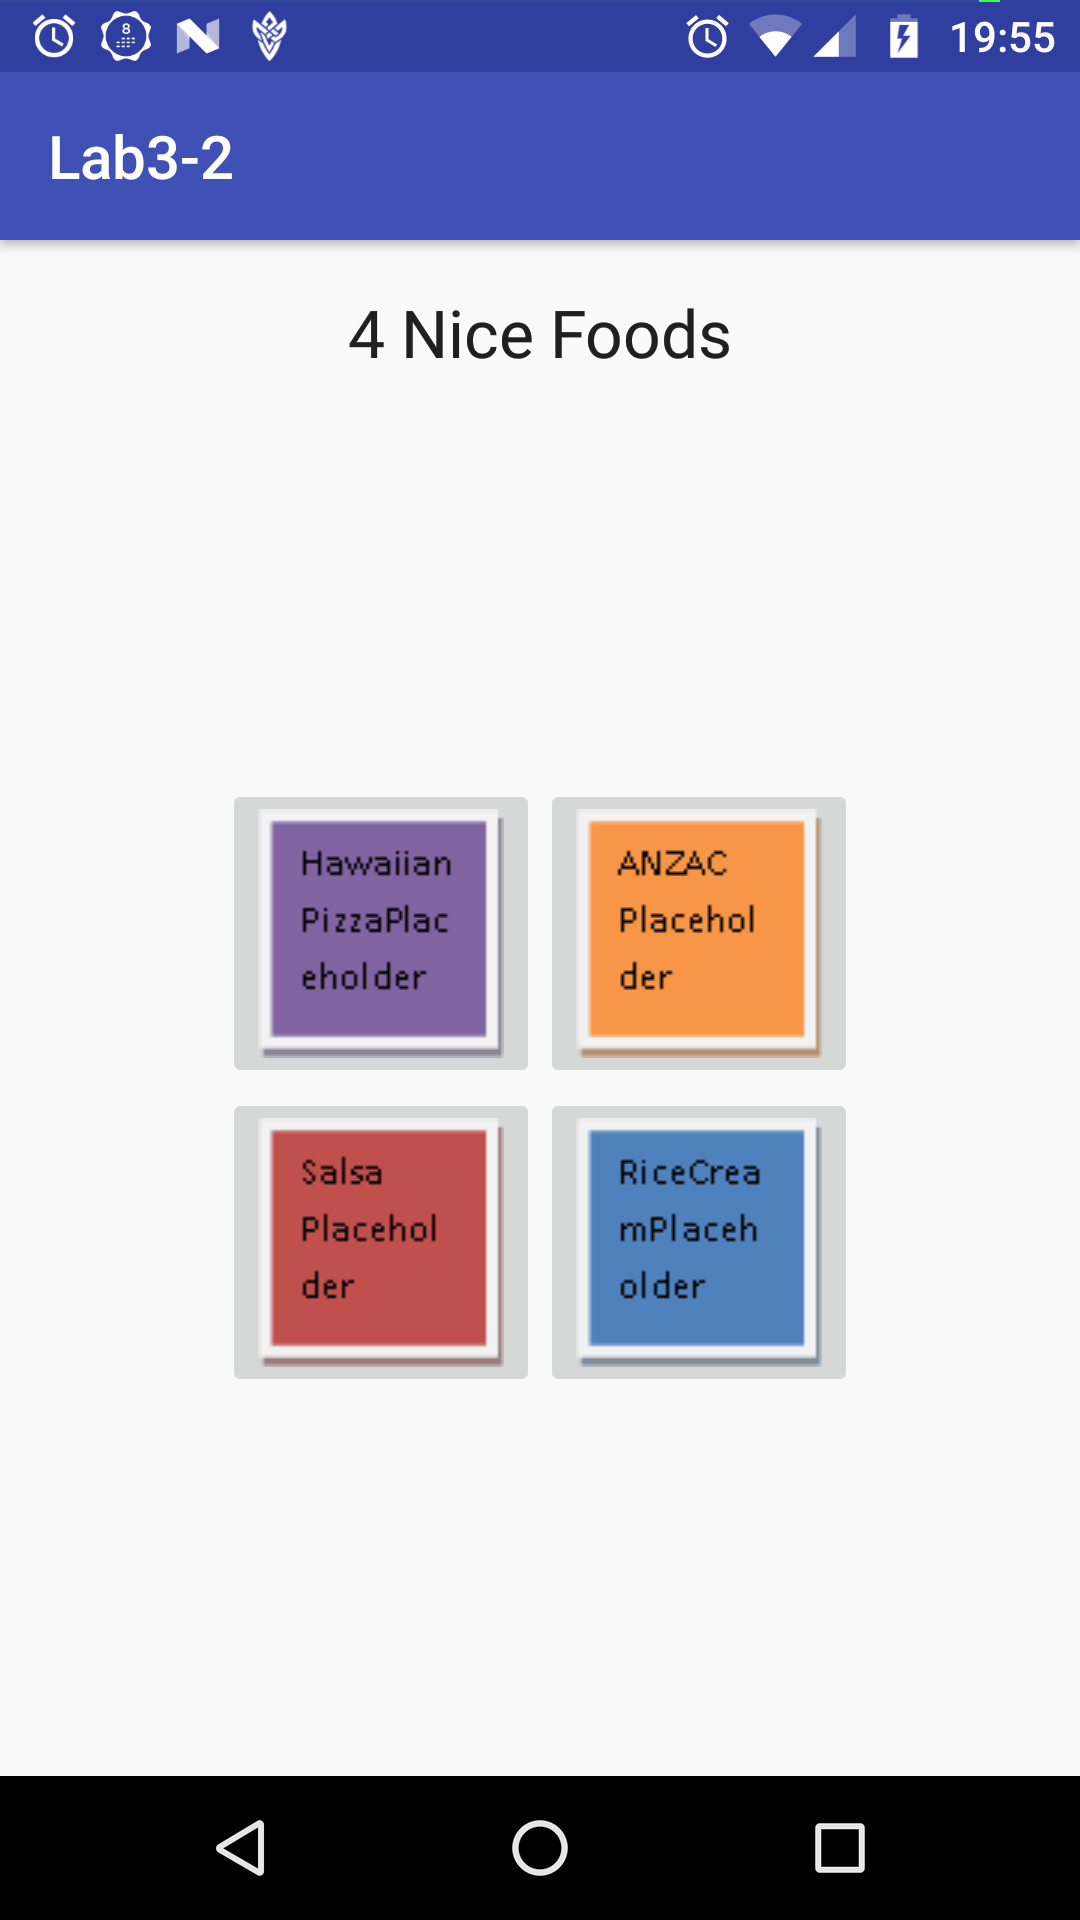 8
19:55
Lab3-2
4 Nice Foods
Hawaiian
PizzaPlac
eholder
ANZAC
Placehol
der
Salsa
Placehol
der
RiceCrea
mPlaceh
older